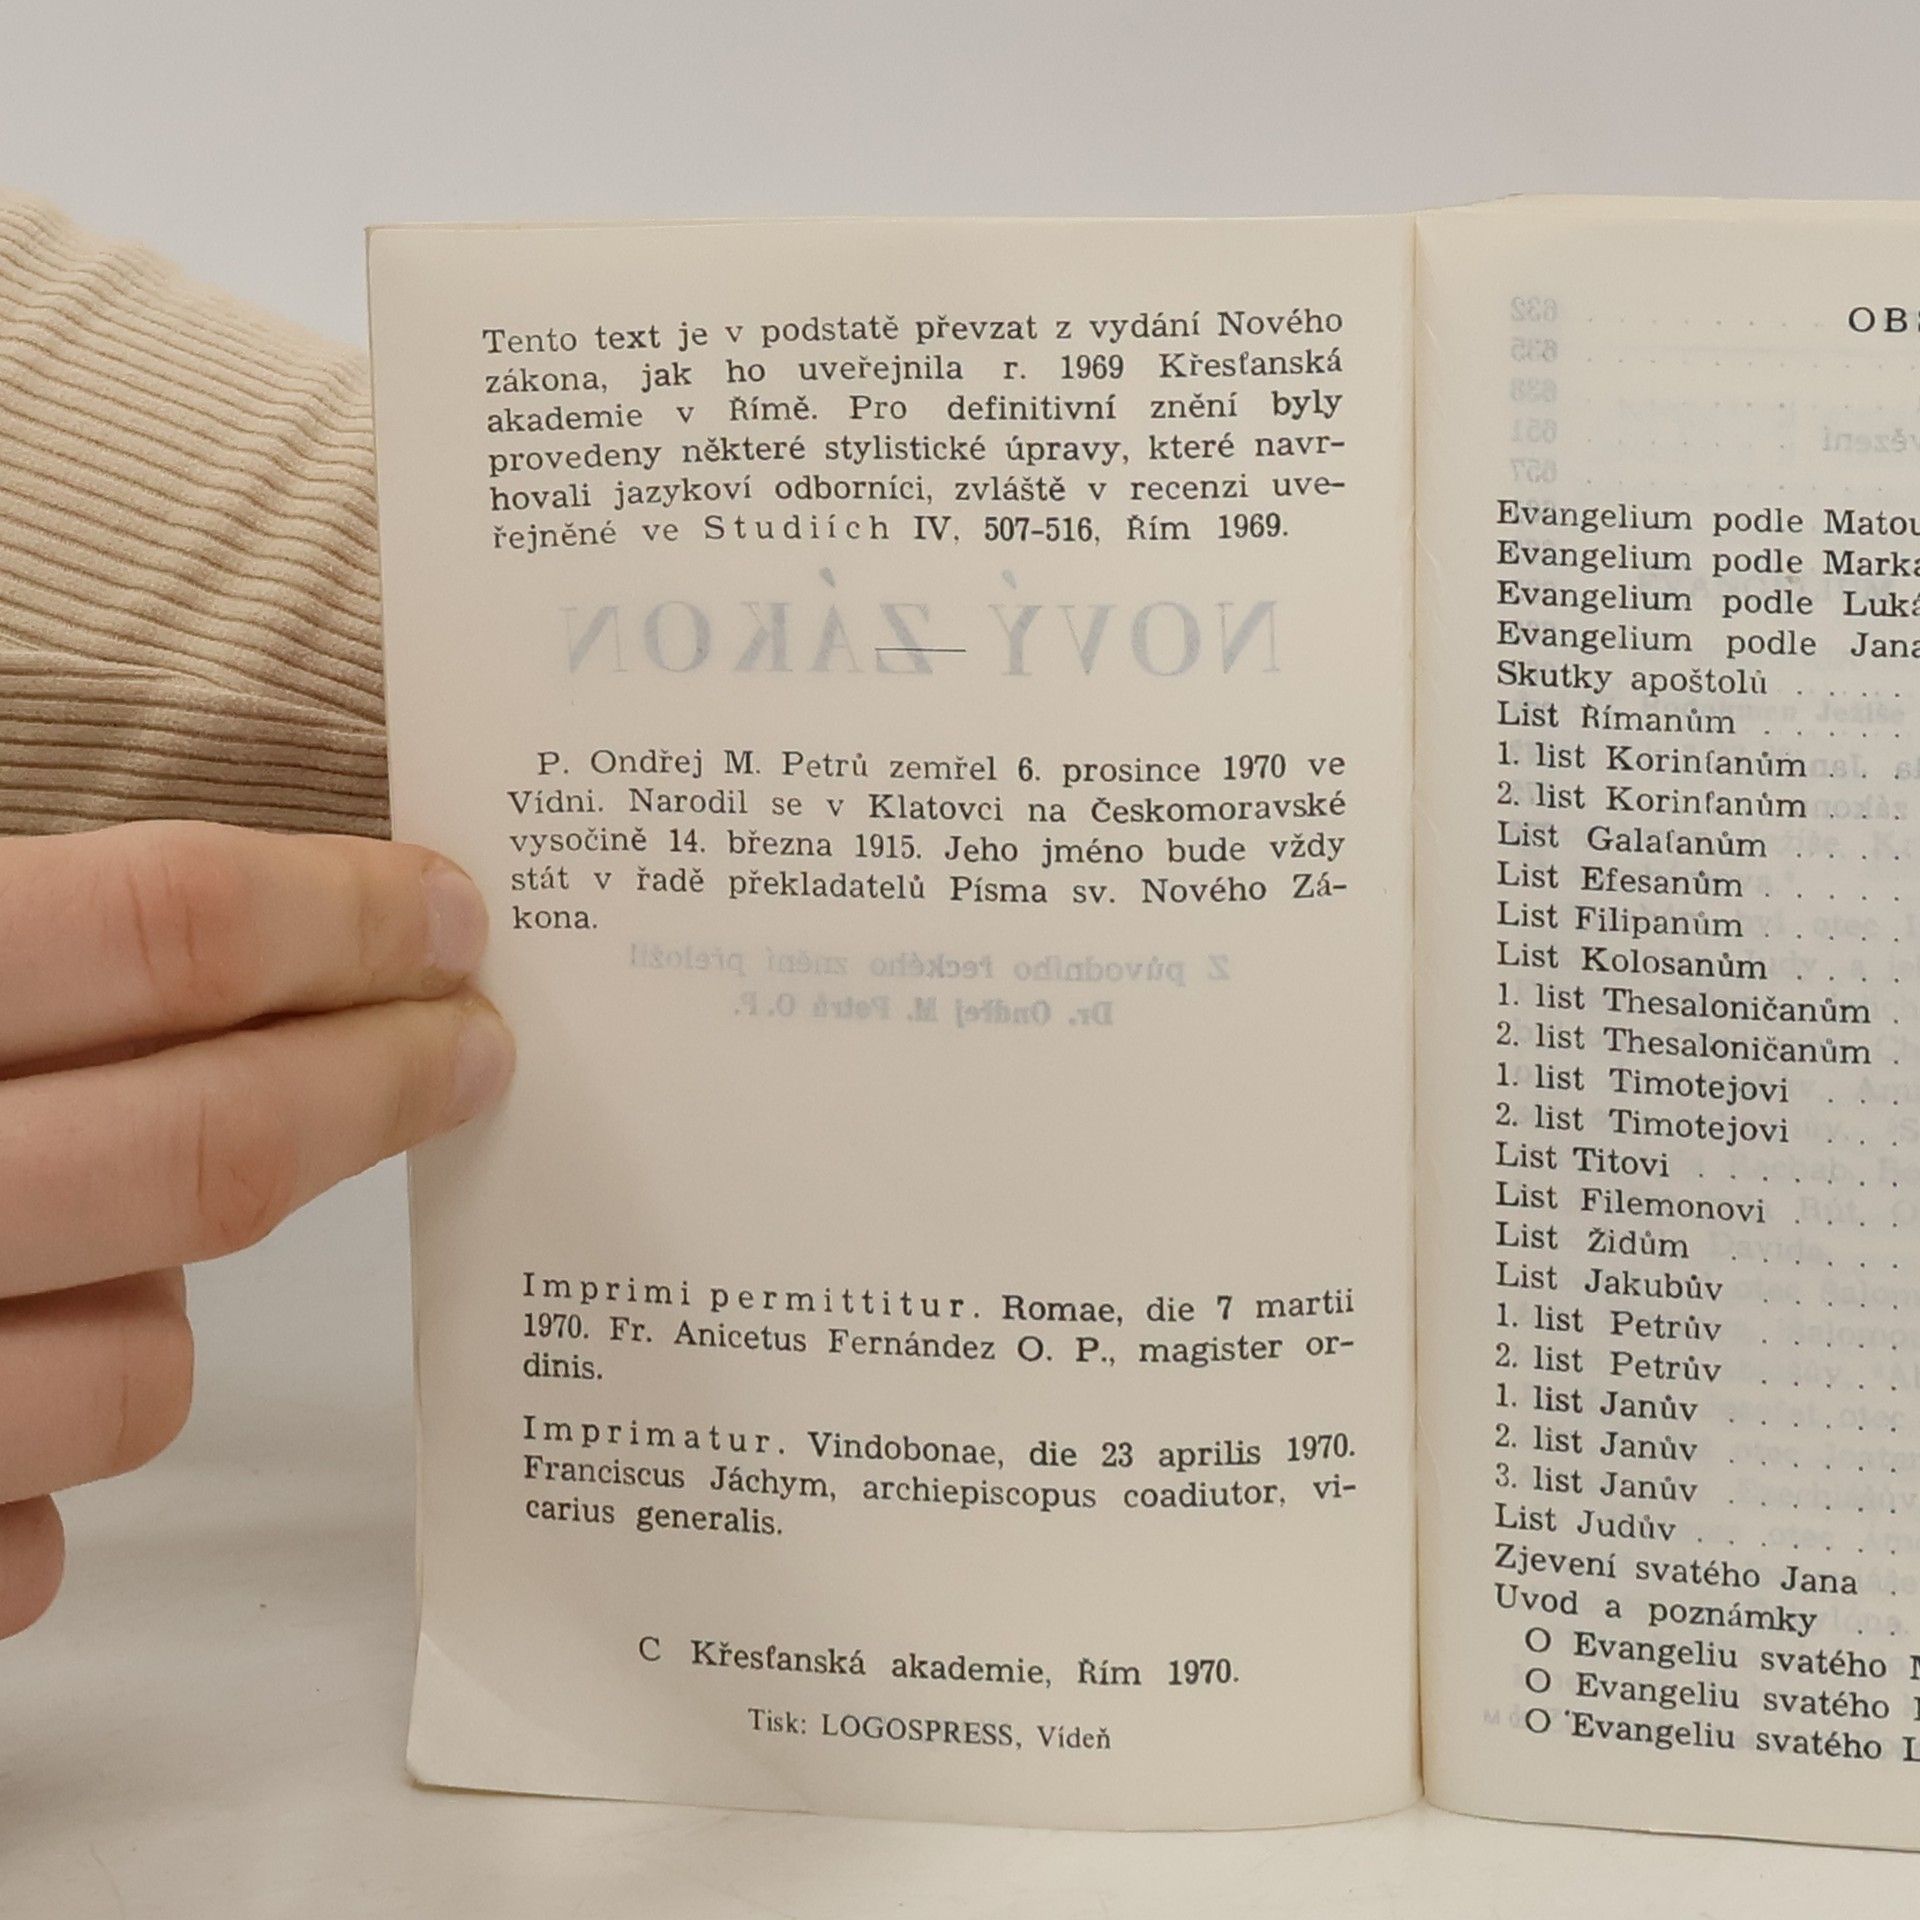 Tento text je v podstatě převzat z vydání Nového
zákona, jak ho uveřejnila r. 1969 Křesťanská
akademie v Římě. Pro definitivní znění byly
provedeny některé stylistické úpravy, které navr-
hovali jazykoví odborníci, zvláště v recenzi uve-
řejněné ve Studiích IV, 507-516, Řím 1969.
NOVÝ ZÁKON
P. Ondřej M. Petrů zemřel 6. prosince 1970 ve
Vídni. Narodil se v Klatovci na Českomoravské
vysočině 14. března 1915. Jeho jméno bude vždy
stát v řadě překladatelů Písma sv. Nového Zá-
kona.
Z původního řeckého znění přeložil
Dr. Ondřej M. Petrů O.P.
Imprimi permittitur. Romae, die 7 martii
1970. Fr. Anicetus Fernández O. P., magister or-
dinis.
Imprimatur. Vindobonae, die 23 aprilis 1970.
Franciscus Jáchym, archiepiscopus coadiutor, vi-
carius generalis.
C Křesťanská akademie, Řím 1970.
Tisk: LOGOSPRESS, Vídeň
OBS
Evangelium podle Matou
Evangelium podle Marka
Evangelium podle Luká
Evangelium podle Jana
Skutky apoštolů . . . .
List Římanům . . . . .
1. list Korinťanům . . .
2. list Korinťanům . . .
List Galaťanům . . . .
List Efesanům . . . . .
List Filipanům . . . . .
List Kolosanům . . . .
1. list Thesaloničanům .
2. list Thesaloničanům .
1. list Timotejovi . . .
2. list Timotejovi . . .
List Titovi . . . . . . .
List Filemonovi . . . .
List Židům . . . . . .
List Jakubův . . . . .
1. list Petrův . . . . .
2. list Petrův . . . . .
1. list Janův . . . . . .
2. list Janův . . . . . .
3. list Janův . . . . . .
List Judův . . . . . . .
Zjevení svatého Jana .
Uvod a poznámky . .
O Evangeliu svatého M
O Evangeliu svatého
O Evangeliu svatého L